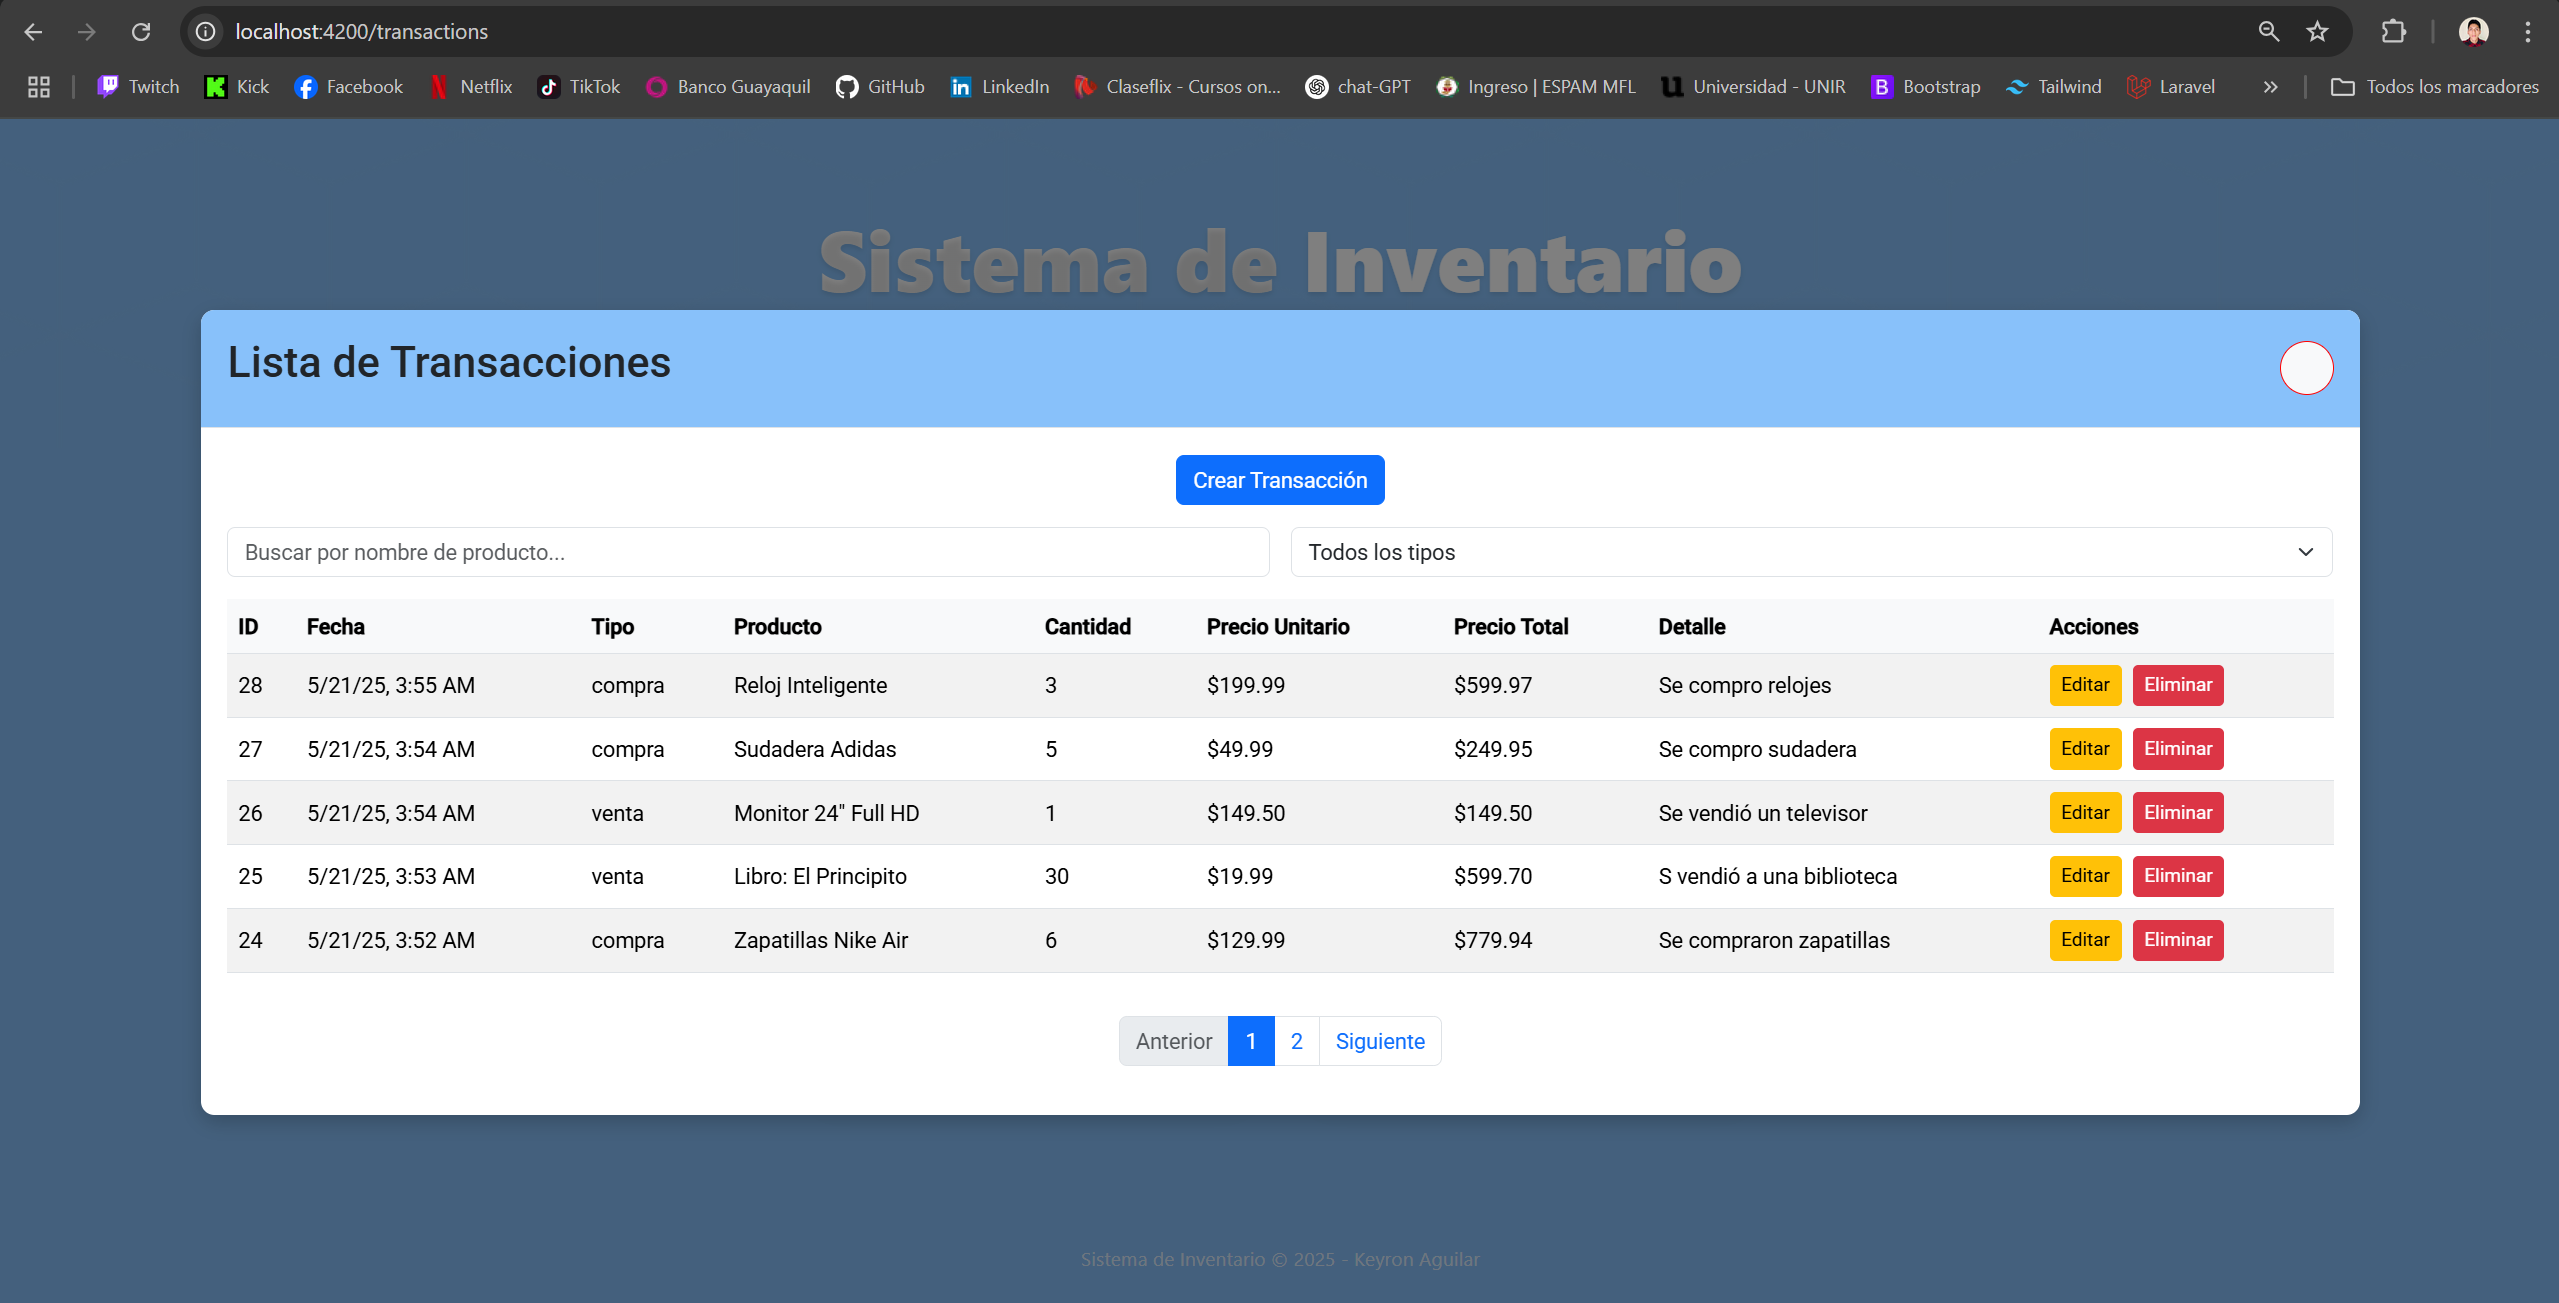 localhost:4200/transactions
Twitch Kick Facebook Netflix TikTok Banco Guayaquil GitHub LinkedIn Claseflix - Cursos on... chat-GPT Ingreso | ESPAM MFL Universidad - UNIR Bootstrap Tailwind Laravel » Todos los marcadores
Sistema de Inventario
Lista de Transacciones
Crear Transacción
Buscar por nombre de producto... Todos los tipos
ID Fecha Tipo Producto Cantidad Precio Unitario Precio Total Detalle Acciones
28 5/21/25, 3:55 AM compra Reloj Inteligente 3 $199.99 $599.97 Se compro relojes Editar Eliminar
27 5/21/25, 3:54 AM compra Sudadera Adidas 5 $49.99 $249.95 Se compro sudadera Editar Eliminar
26 5/21/25, 3:54 AM venta Monitor 24" Full HD 1 $149.50 $149.50 Se vendió un televisor Editar Eliminar
25 5/21/25, 3:53 AM venta Libro: El Principito 30 $19.99 $599.70 S vendió a una biblioteca Editar Eliminar
24 5/21/25, 3:52 AM compra Zapatillas Nike Air 6 $129.99 $779.94 Se compraron zapatillas Editar Eliminar
Anterior 1 2 Siguiente
Sistema de Inventario © 2025 - Keyron Aguilar